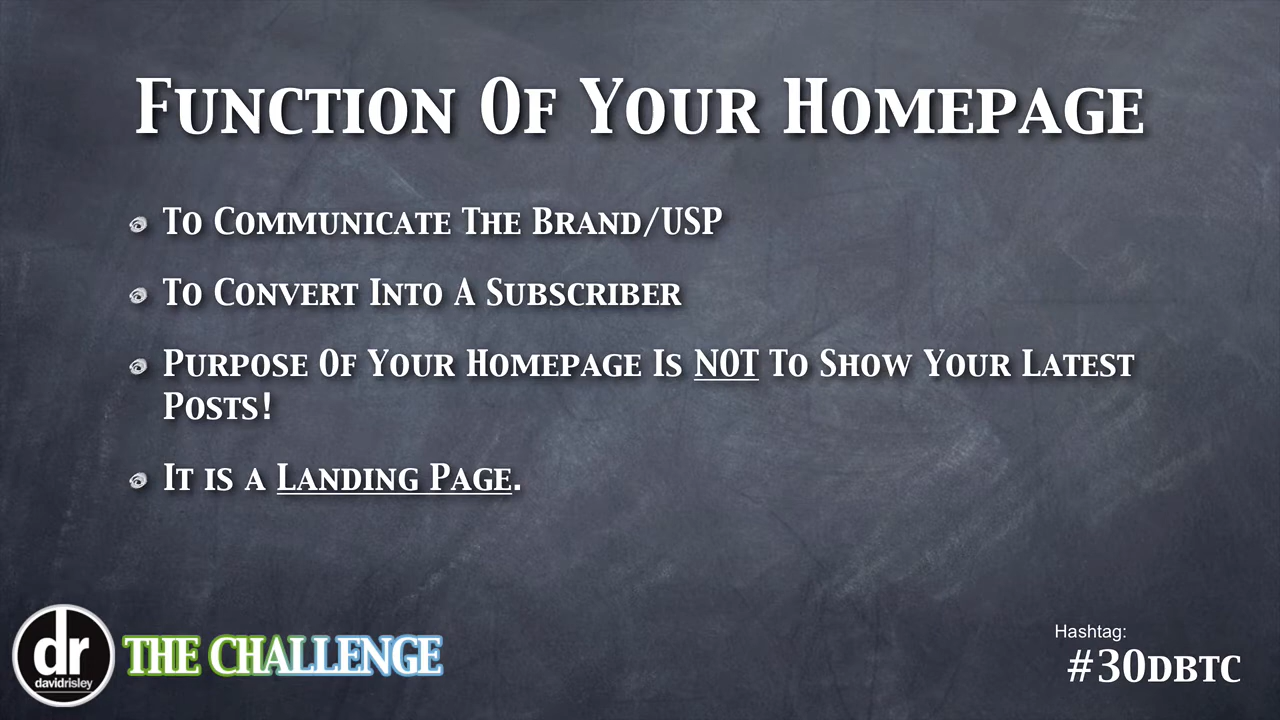 Function Of Your Homepage
To Communicate The Brand/USP
To Convert Into A Subscriber
Purpose Of Your Homepage Is NOT To Show Your Latest
Posts!
It is a Landing Page.
dr
davidrisley
THE CHALLENGE
Hashtag:
#30dbtc